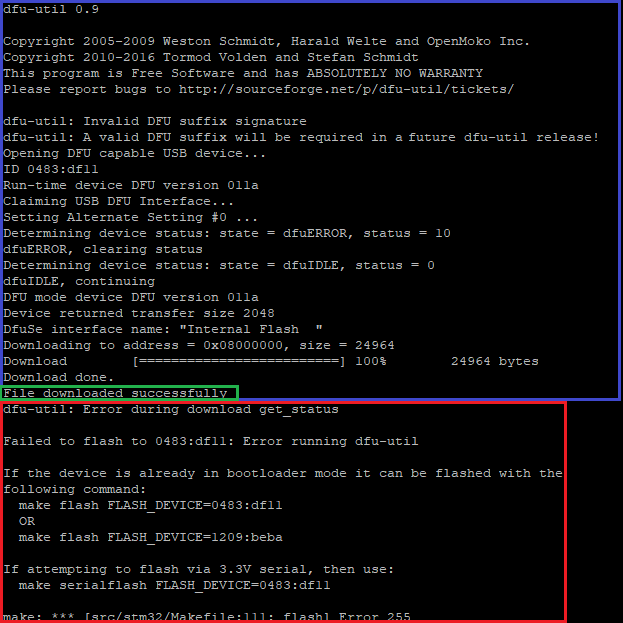 dfu-util 0.9
Copyright 2005-2009 Weston Schmidt, Harald Welte and OpenMoko Inc.
Copyright 2010-2016 Tormod Volden and Stefan Schmidt
This program is Free Software and has ABSOLUTELY NO WARRANTY
Please report bugs to http://sourceforge.net/p/dfu-util/tickets/
dfu-util: Invalid DFU suffix signature
dfu-util: A valid DFU suffix will be required in a future dfu-util release!
Opening DFU capable USB device...
ID 0483:df11
Run-time device DFU version 011a
Claiming USB DFU Interface...
Setting Alternate Setting #0 ...
Determining device status: state = dfuERROR, status = 10
dfuERROR, clearing status
Determining device status: state = dfuIDLE, status = 0
dfuIDLE, continuing
DFU mode device DFU version 011a
Device returned transfer size 2048
DfuSe interface name: "Internal Flash  "
Downloading to address = 0x08000000, size = 24964
Download        [=========================] 100%        24964 bytes
Download done.
File downloaded successfully
dfu-util: Error during download get_status
Failed to flash to 0483:df11: Error running dfu-util
If the device is already in bootloader mode it can be flashed with the
following command:
  make flash FLASH_DEVICE=0483:df11
  OR
  make flash FLASH_DEVICE=1209:beba
If attempting to flash via 3.3V serial, then use:
  make serialflash FLASH_DEVICE=0483:df11
make: *** [src/stm32/Makefile:111: flash] Error 255